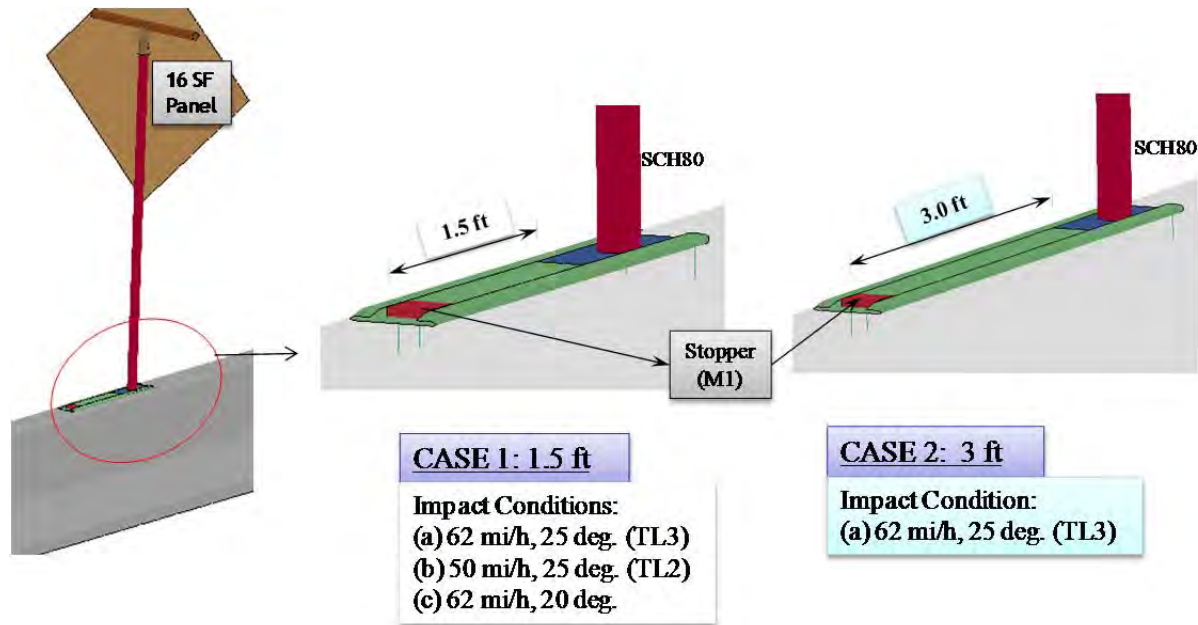 16 SF
Panel
SCH80
1.5 ft
SCH80
3.0 ft
Stopper
(M1)
CASE 1: 1.5 ft
Impact Conditions:
(a) 62 mi/h, 25 deg. (TL3)
(b) 50 mi/h, 25 deg. (TL2)
(c) 62 mi/h, 20 deg.
CASE 2:  3 ft
Impact Condition:
(a) 62 mi/h, 25 deg. (TL3)